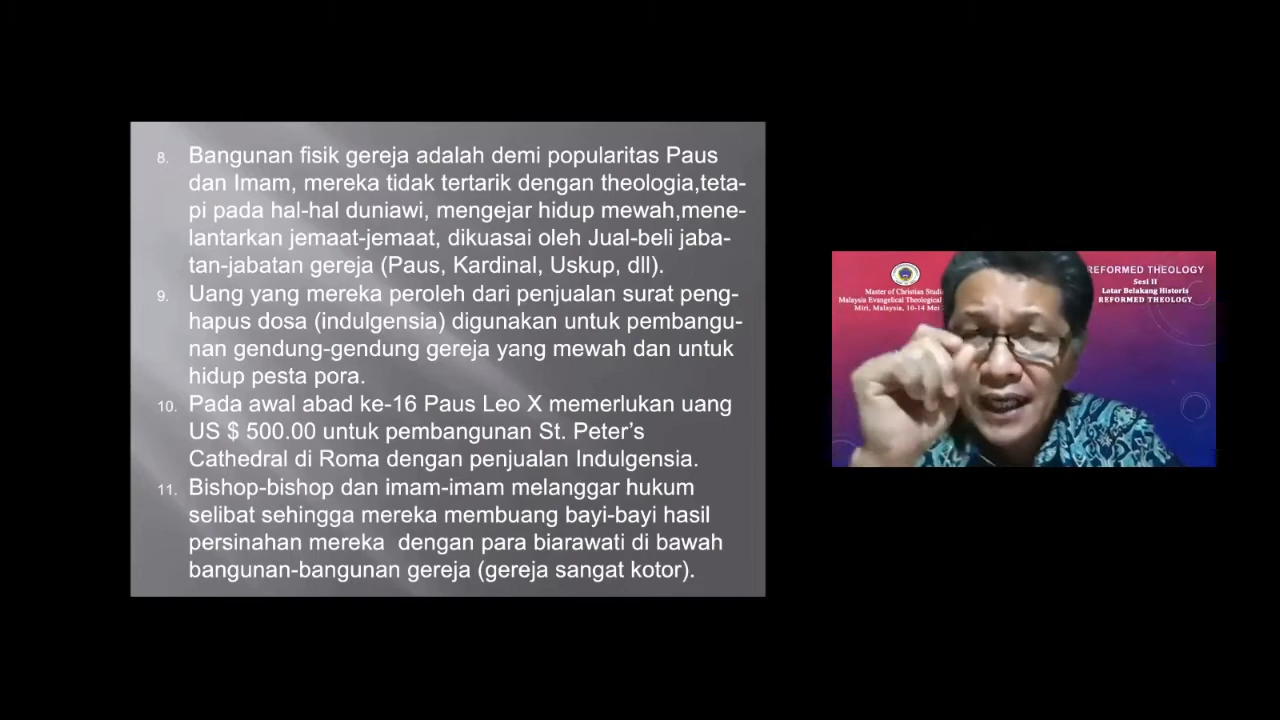 8. Bangunan fisik gereja adalah demi popularitas Paus
dan Imam, mereka tidak tertarik dengan theologia,teta-
pi pada hal-hal duniawi, mengejar hidup mewah,mene-
lantarkan jemaat-jemaat, dikuasai oleh Jual-beli jaba-
tan-jabatan gereja (Paus, Kardinal, Uskup, dll).
9. Uang yang mereka peroleh dari penjualan surat peng-
hapus dosa (indulgensia) digunakan untuk pembangu-
nan gendung-gendung gereja yang mewah dan untuk
hidup pesta pora.
10. Pada awal abad ke-16 Paus Leo X memerlukan uang
US $ 500.00 untuk pembangunan St. Peter’s
Cathedral di Roma dengan penjualan Indulgensia.
11. Bishop-bishop dan imam-imam melanggar hukum
selibat sehingga mereka membuang bayi-bayi hasil
persinahan mereka  dengan para biarawati di bawah
bangunan-bangunan gereja (gereja sangat kotor).
Master of Christian Studi
Malaysia Evangelical Theological
Miri, Malaysia, 10-14 Mei
REFORMED THEOLOGY
Sesi II
Latar Belakang Historis
REFORMED THEOLOGY